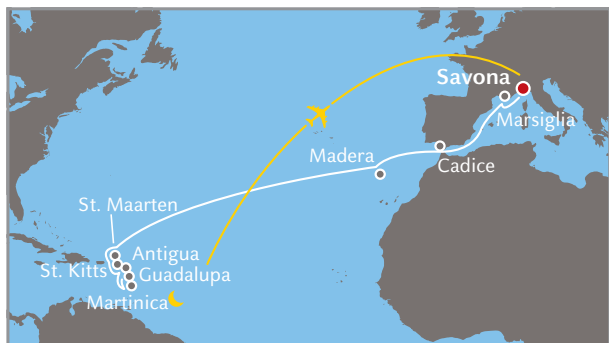 Savona
Marsiglia
Madera
Cadice
St. Maarten
Antigua
St. Kitts
Guadalupa
Martinica